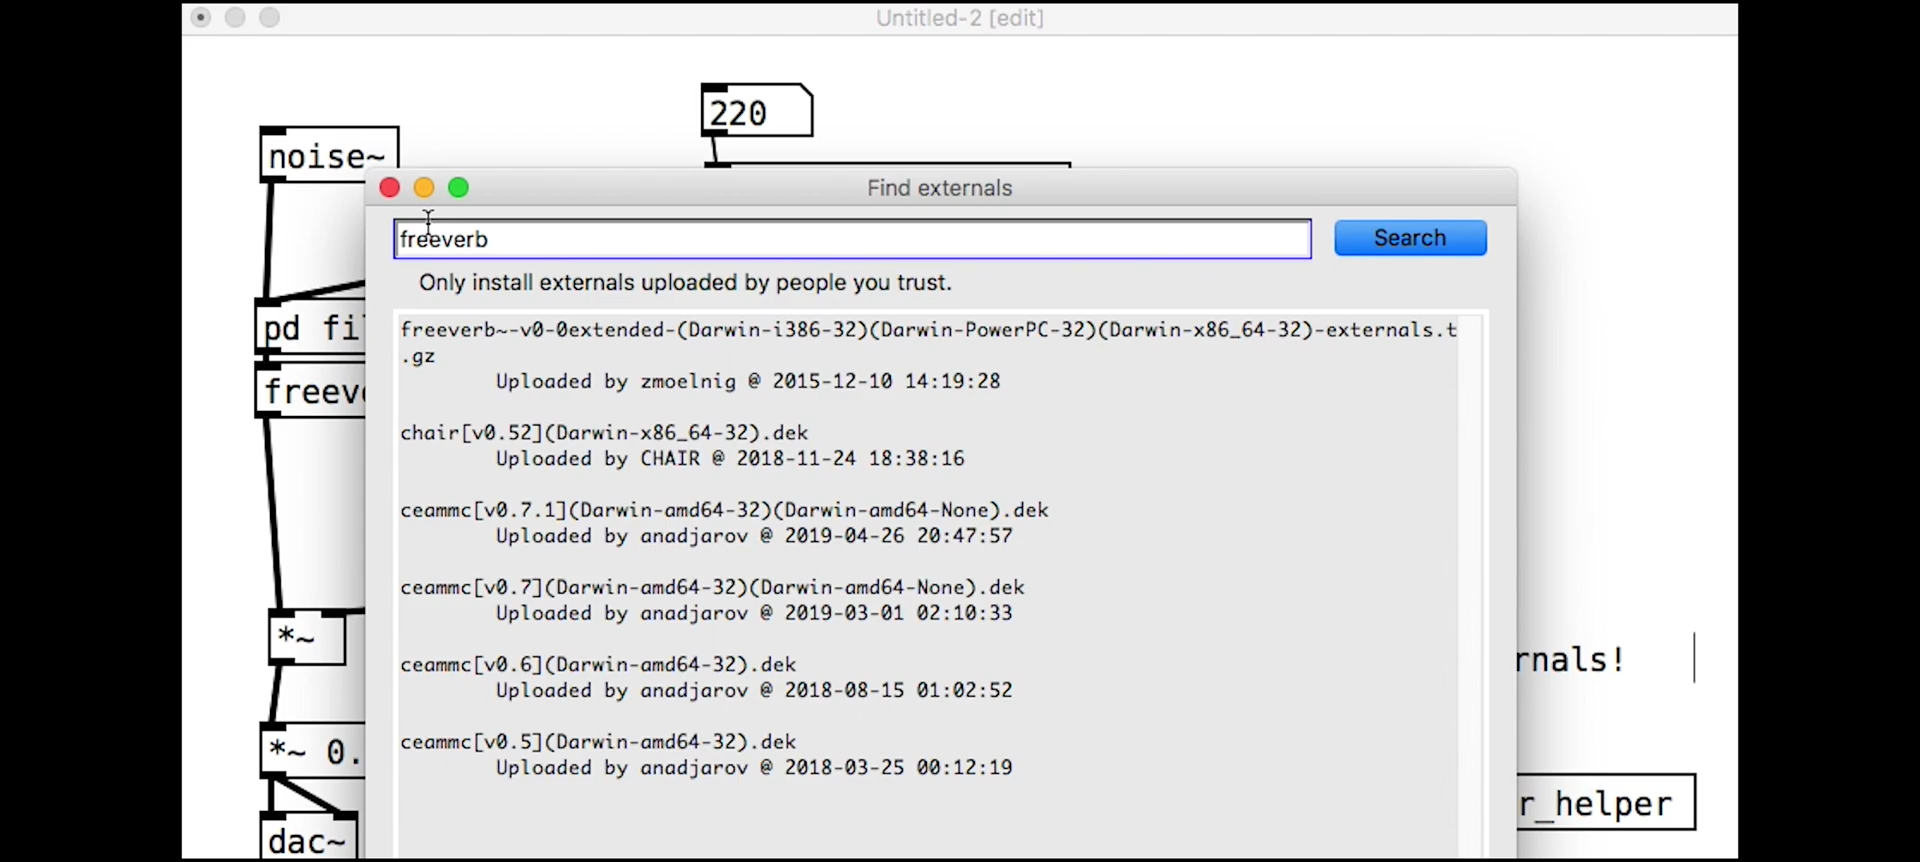 Untitled-2 [edit]
220
noise~
Find externals
freeverb
Search
Only install externals uploaded by people you trust.
pd
freeverb~-v0-0extended-(Darwin-i386-32)(Darwin-PowerPC-32)(Darwin-x86_64-32)-externals.t
.gz
Uploaded by zmoelnig @ 2015-12-10 14:19:28
chair[v0.52](Darwin-x86_64-32).dek
Uploaded by CHAIR @ 2018-11-24 18:38:16
ceammc[v0.7.1](Darwin-amd64-32)(Darwin-amd64-None).dek
Uploaded by anadjarov @ 2019-04-26 20:47:57
ceammc[v0.7](Darwin-amd64-32)(Darwin-amd64-None).dek
Uploaded by anadjarov @ 2019-03-01 02:10:33
*~
ceammc[v0.6](Darwin-amd64-32).dek
Uploaded by anadjarov @ 2018-08-15 01:02:52
rnals!
*~ 0.
ceammc[v0.5](Darwin-amd64-32).dek
Uploaded by anadjarov @ 2018-03-25 00:12:19
r_helper
dac~